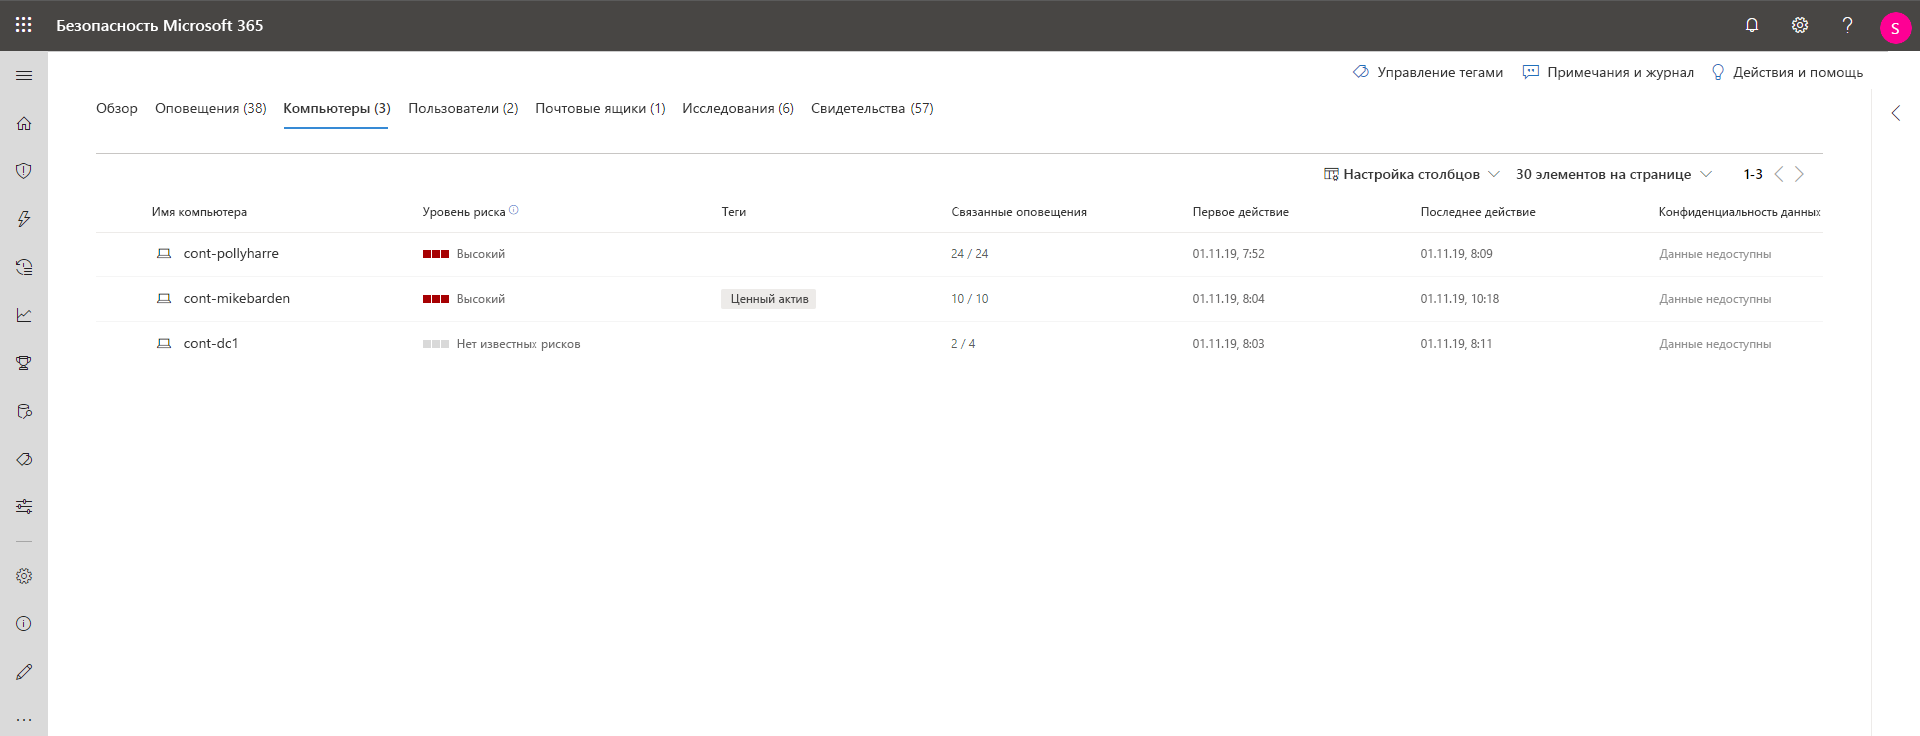 Безопасность Microsoft 365
S
Управление тегами Примечания и журнал Действия и помощь
Обзор Оповещения (38) Компьютеры (3) Пользователи (2) Почтовые ящики (1) Исследования (6) Свидетельства (57)
Настройка столбцов 30 элементов на странице 1-3
Имя компьютера Уровень риска Теги Связанные оповещения Первое действие Последнее действие Конфиденциальность данных
cont-pollyharre Высокий 24 / 24 01.11.19, 7:52 01.11.19, 8:09 Данные недоступны
cont-mikebarden Высокий Ценный актив 10 / 10 01.11.19, 8:04 01.11.19, 10:18 Данные недоступны
cont-dc1 Нет известных рисков 2 / 4 01.11.19, 8:03 01.11.19, 8:11 Данные недоступны